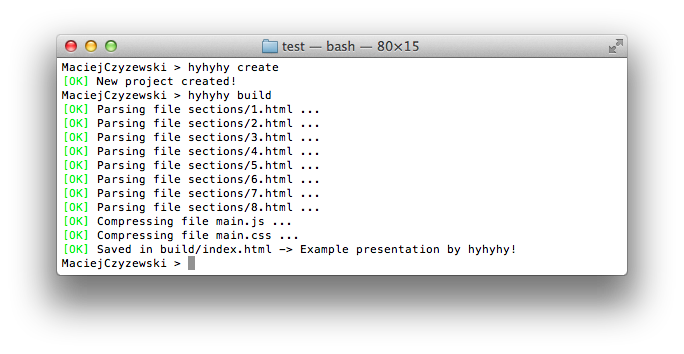 test — bash — 80×15
MaciejCzyzewski > hyhyhy create
[OK] New project created!
MaciejCzyzewski > hyhyhy build
[OK] Parsing file sections/1.html ...
[OK] Parsing file sections/2.html ...
[OK] Parsing file sections/3.html ...
[OK] Parsing file sections/4.html ...
[OK] Parsing file sections/5.html ...
[OK] Parsing file sections/6.html ...
[OK] Parsing file sections/7.html ...
[OK] Parsing file sections/8.html ...
[OK] Compressing file main.js ...
[OK] Compressing file main.css ...
[OK] Saved in build/index.html -> Example presentation by hyhyhy!
MaciejCzyzewski >